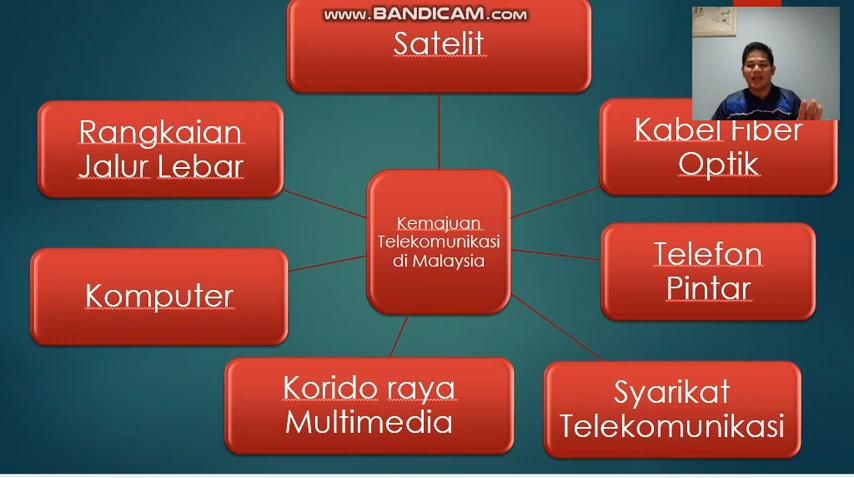 www.BANDICAM.com
Satelit
Rangkaian
Jalur Lebar
Kabel Fiber
Optik
Kemajuan
Telekomunikasi
di Malaysia
Telefon
Pintar
Komputer
Korido raya
Multimedia
Syarikat
Telekomunikasi